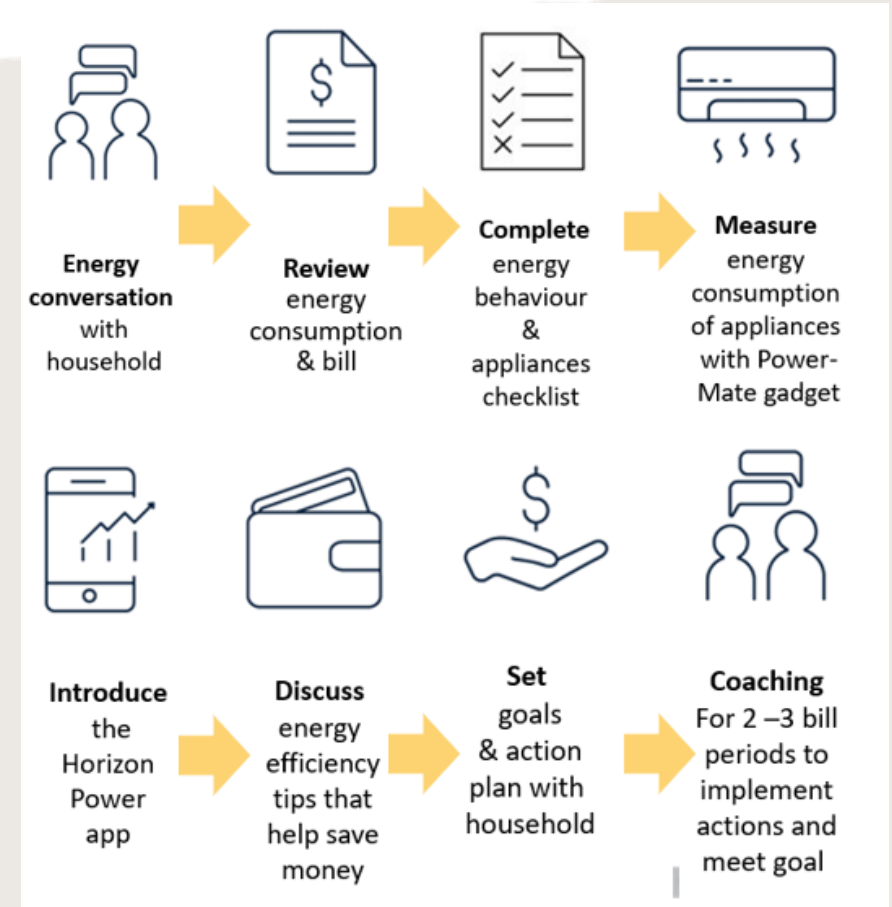 Energy
conversation
with
household
Review
energy
consumption
& bill
Complete
energy
behaviour
&
appliances
checklist
Measure
energy
consumption
of appliances
with Power-
Mate gadget
Introduce
the
Horizon
Power
app
Discuss
energy
efficiency
tips that
help save
money
Set
goals
& action
plan with
household
Coaching
For 2 –3 bill
periods to
implement
actions and
meet goal